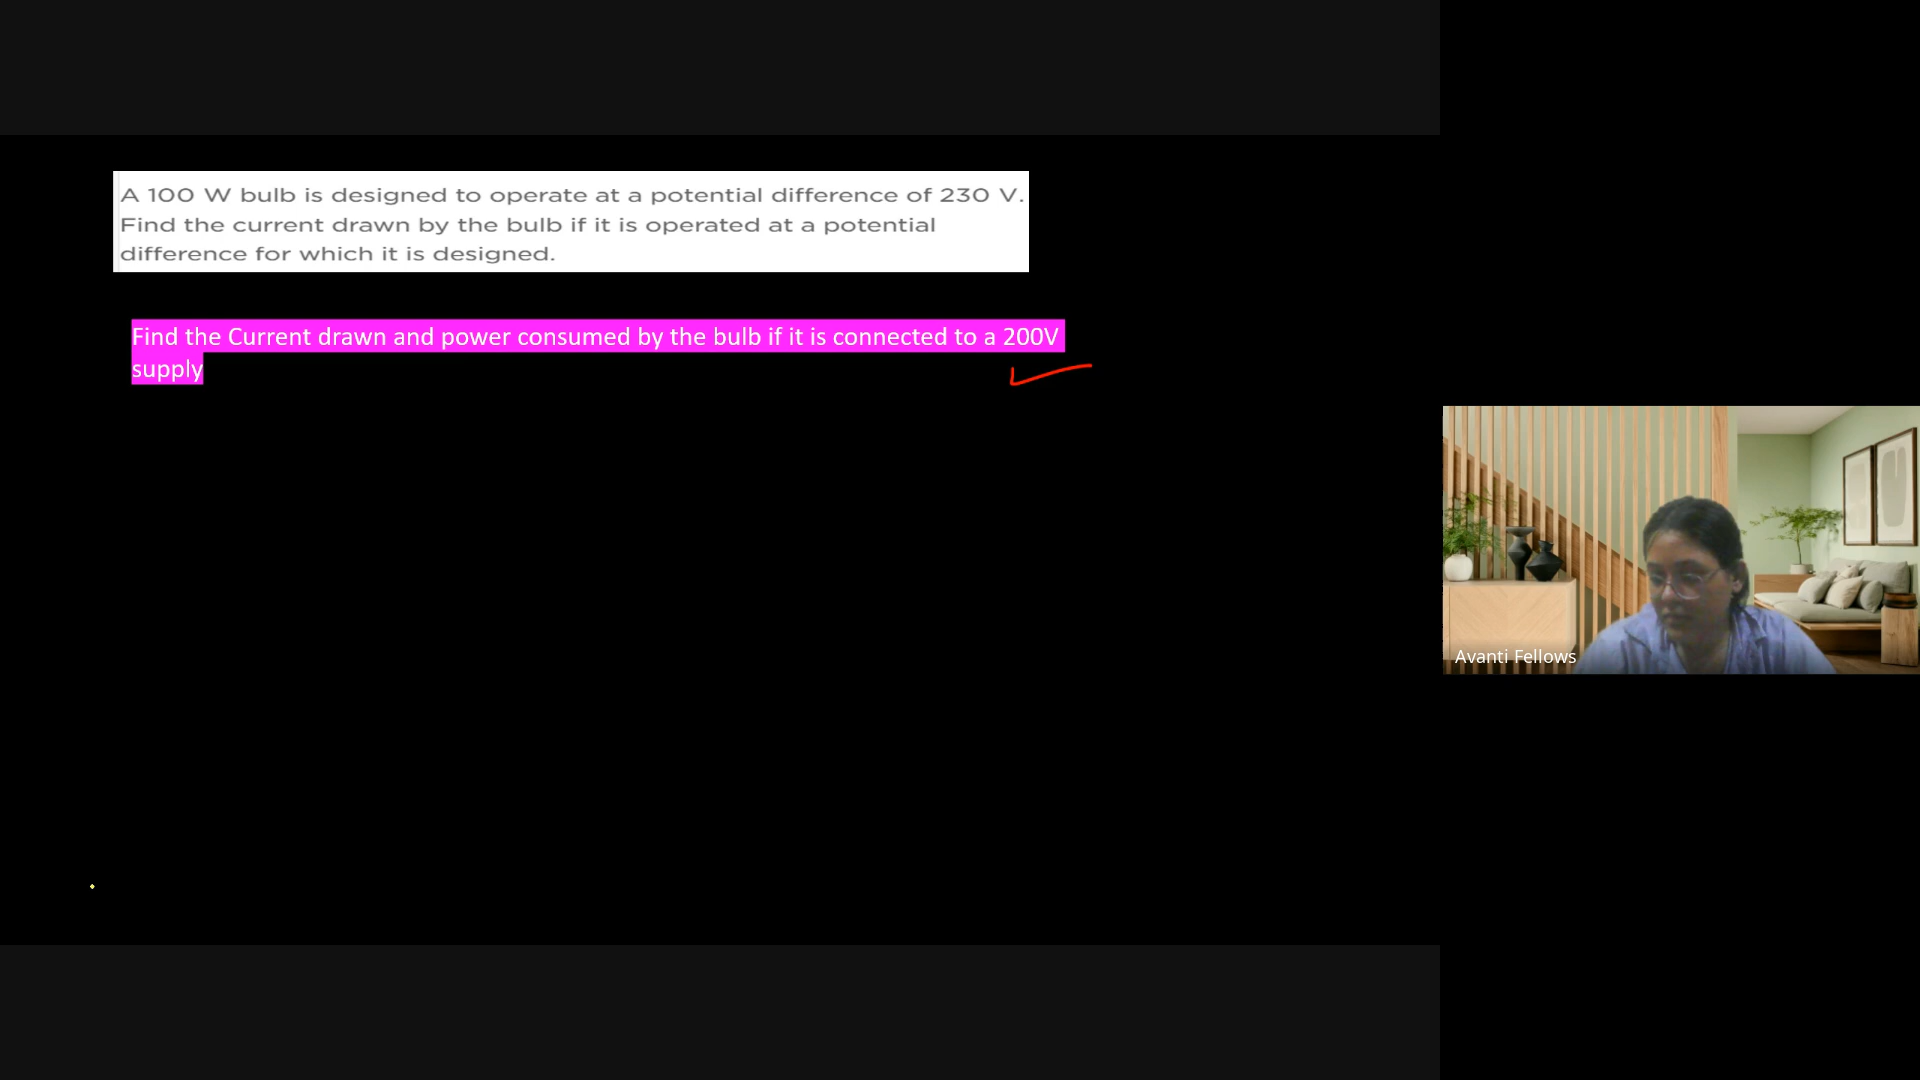 A 100 W bulb is designed to operate at a potential difference of 230 V.
Find the current drawn by the bulb if it is operated at a potential
difference for which it is designed.
Find the Current drawn and power consumed by the bulb if it is connected to a 200V
supply
Avanti Fellows